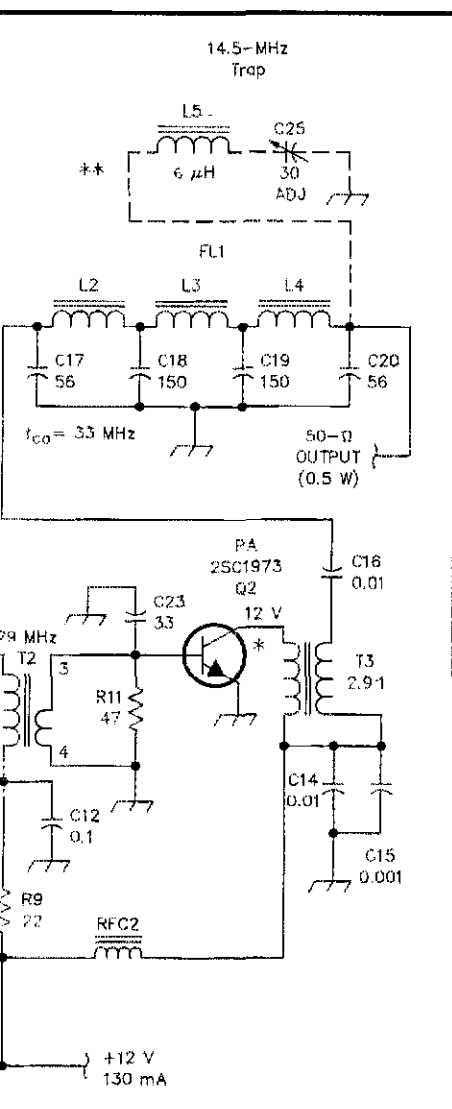 14.5-MHz
Trap
L5
C25
**
6 μH
30
ADJ
FL1
L2
L3
L4
C17
56
C18
150
C19
150
C20
56
fco= 33 MHz
50-Ω
OUTPUT
(0.5 W)
PA
2SC1973
Q2
C16
0.01
C23
33
12 V
*
29 MHz
T2
3
T3
2.9:1
R11
47
4
C14
0.01
C12
0.1
C15
0.001
R9
22
RFC2
+12 V
130 mA